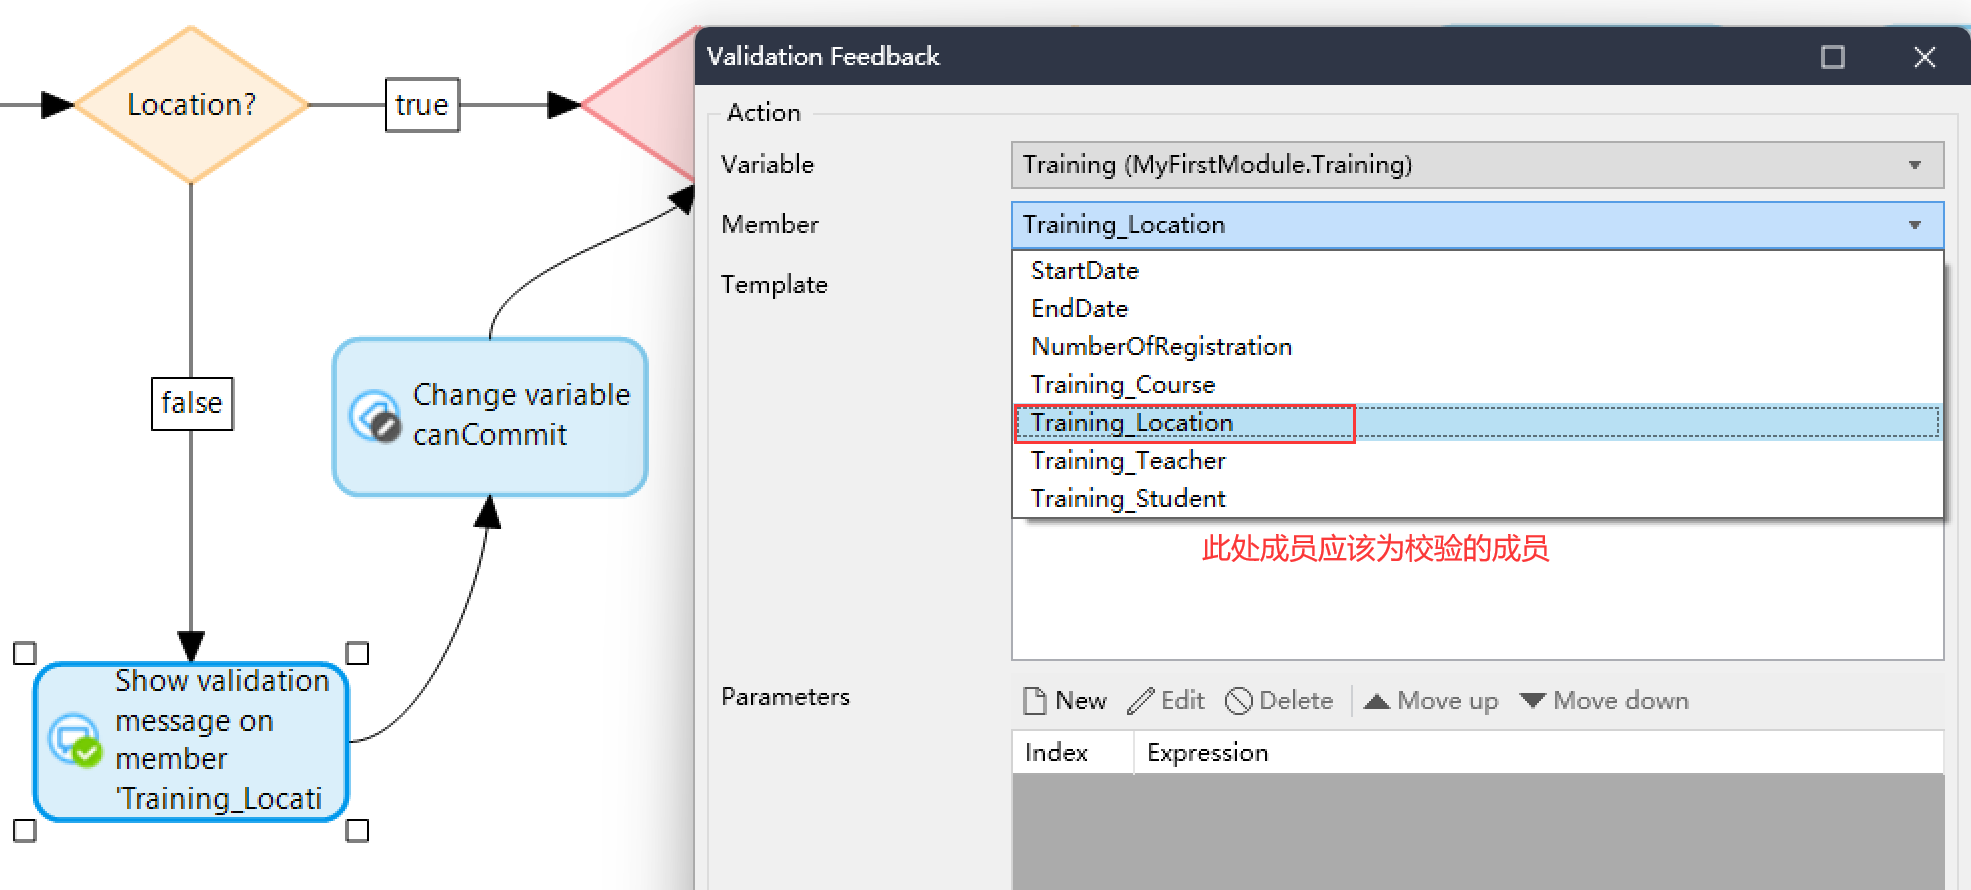 Location?
true
false
Change variable
canCommit
Show validation
message on
member
'Training_Locati
Validation Feedback
Action
Variable
Training (MyFirstModule.Training)
Member
Training_Location
StartDate
EndDate
NumberOfRegistration
Training_Course
Training_Location
Training_Teacher
Training_Student
Template
此处成员应该为校验的成员
Parameters
New Edit Delete Move up Move down
Index Expression